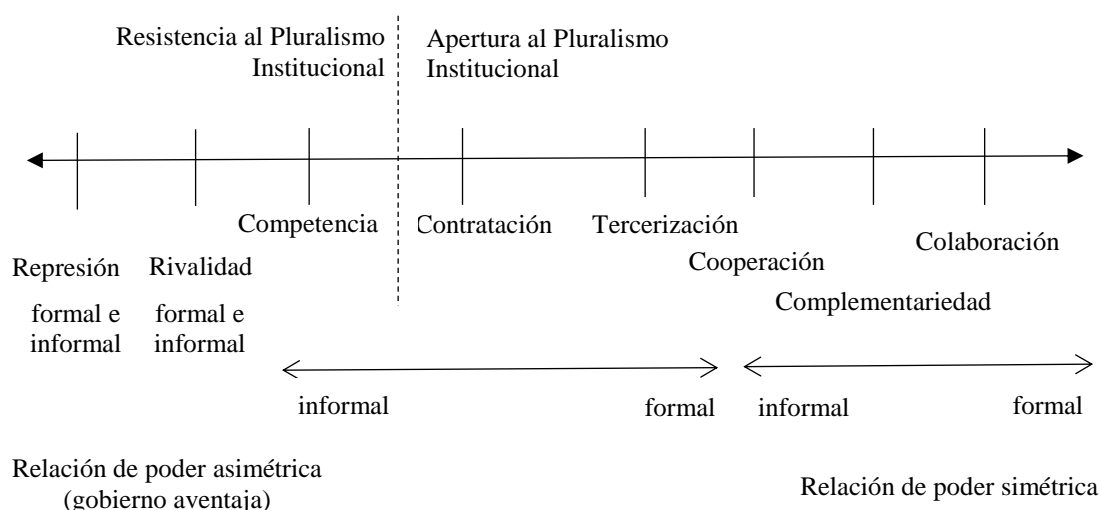 Resistencia al Pluralismo
Institucional
Apertura al Pluralismo
Institucional
Competencia
Contratación
Tercerización
Cooperación
Complementariedad
Colaboración
Represión
formal e
informal
Rivalidad
formal e
informal
informal
formal
informal
formal
Relación de poder asimétrica
(gobierno aventaja)
Relación de poder simétrica